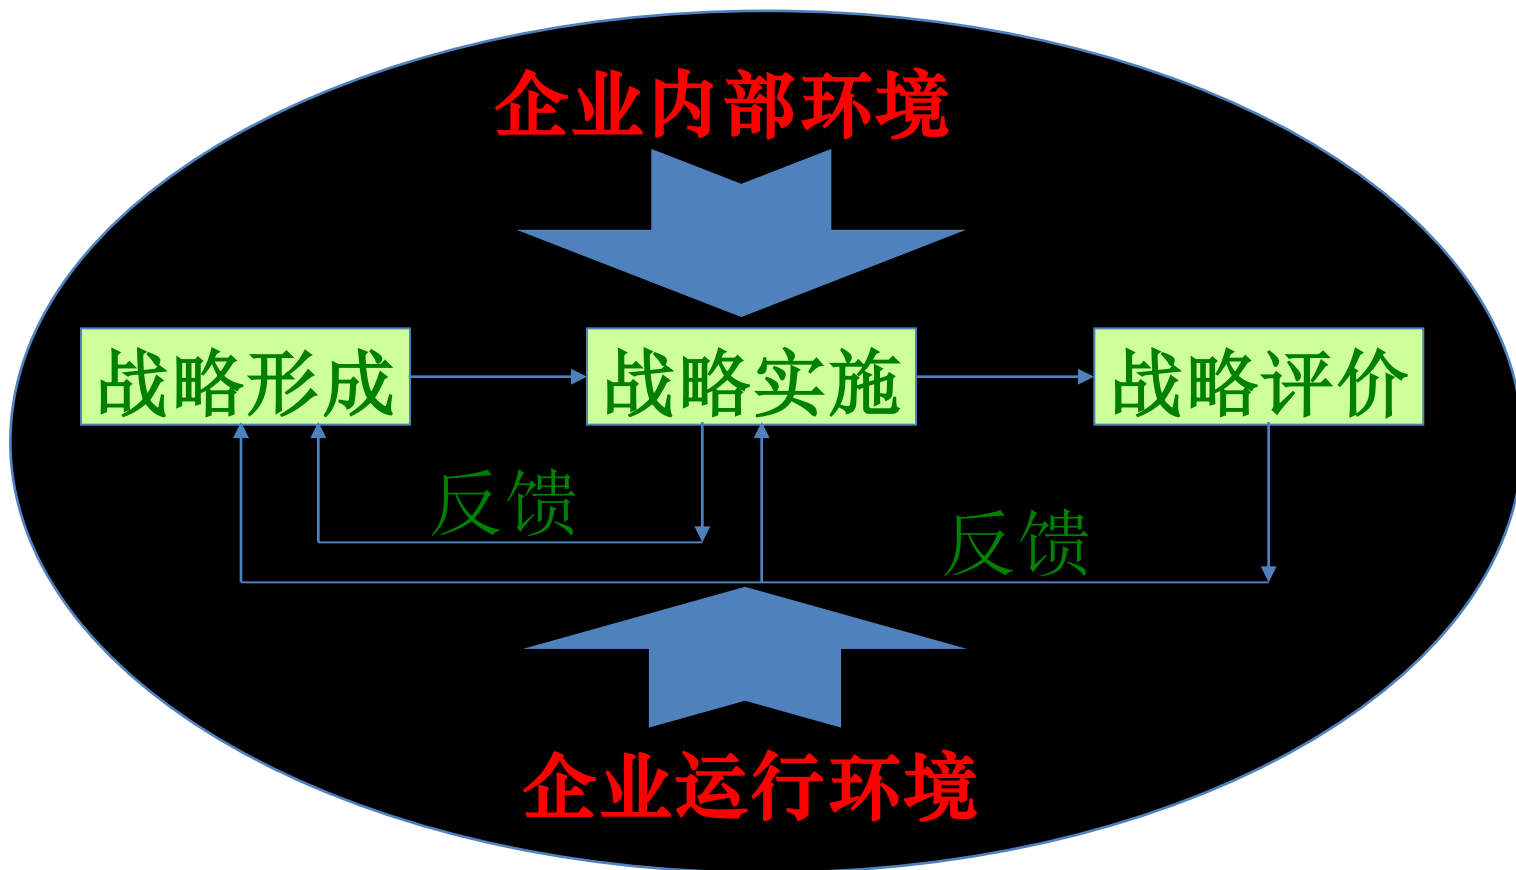 企业内部环境
战略形成
战略实施
战略评价
反馈
反馈
企业运行环境